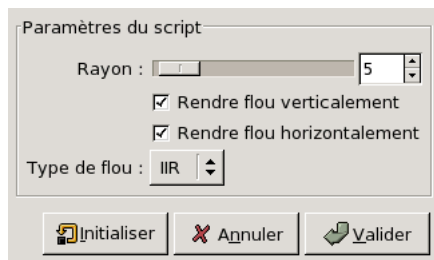 Paramètres du script
Rayon : 5
Rendre flou verticalement
Rendre flou horizontalement
Type de flou : IIR
Initialiser Annuler Valider